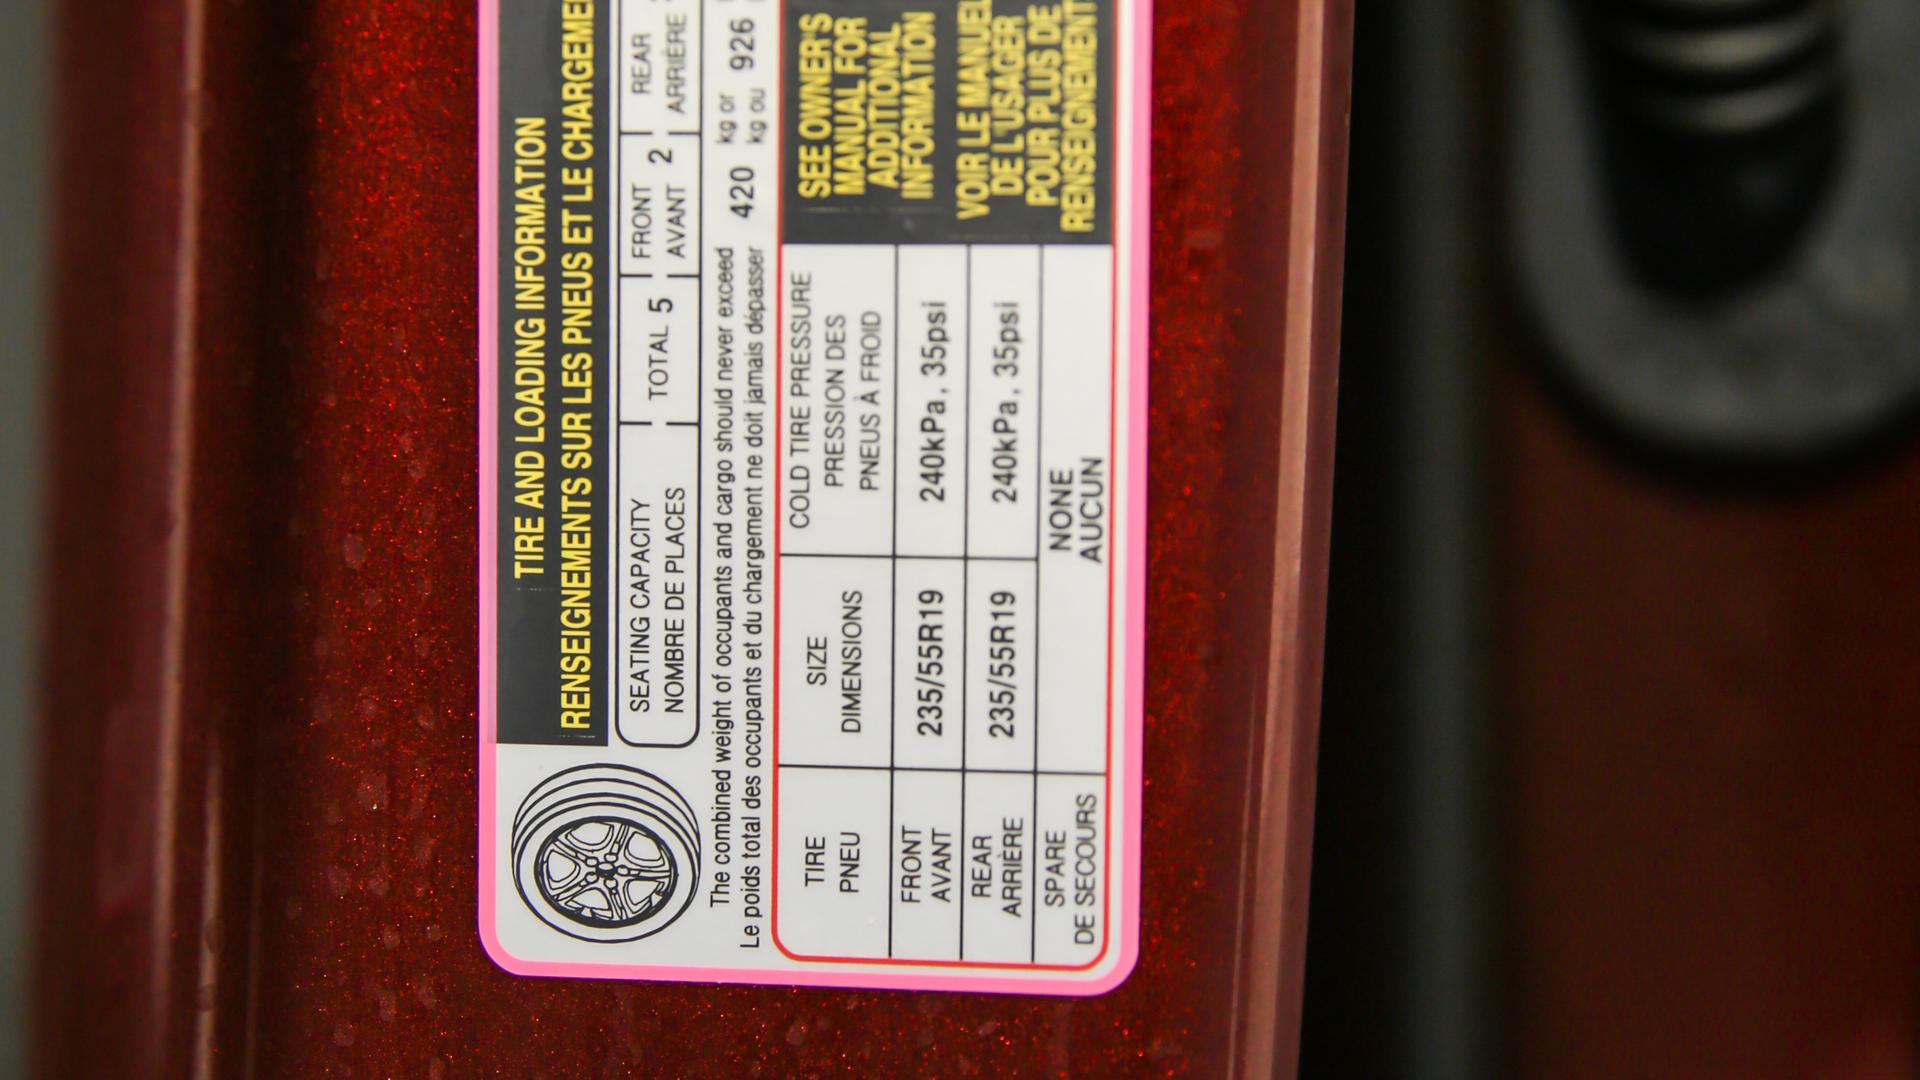 TIRE AND LOADING INFORMATION
RENSEIGNEMENTS SUR LES PNEUS ET LE CHARGEME
SEATING CAPACITY
NOMBRE DE PLACES
TOTAL 5
FRONT
AVANT 2
REAR
ARRIÈRE
The combined weight of occupants and cargo should never exceed
Le poids total des occupants et du chargement ne doit jamais dépasser
420
kg or
kg ou
926
TIRE
PNEU
SIZE
DIMENSIONS
COLD TIRE PRESSURE
PRESSION DES
PNEUS À FROID
FRONT
AVANT
235/55R19
240kPa, 35psi
REAR
ARRIÈRE
235/55R19
240kPa, 35psi
SPARE
DE SECOURS
NONE
AUCUN
SEE OWNER'S
MANUAL FOR
ADDITIONAL
INFORMATION
VOIR LE MANUEL
DE L'USAGER
POUR PLUS DE
RENSEIGNEMENTS